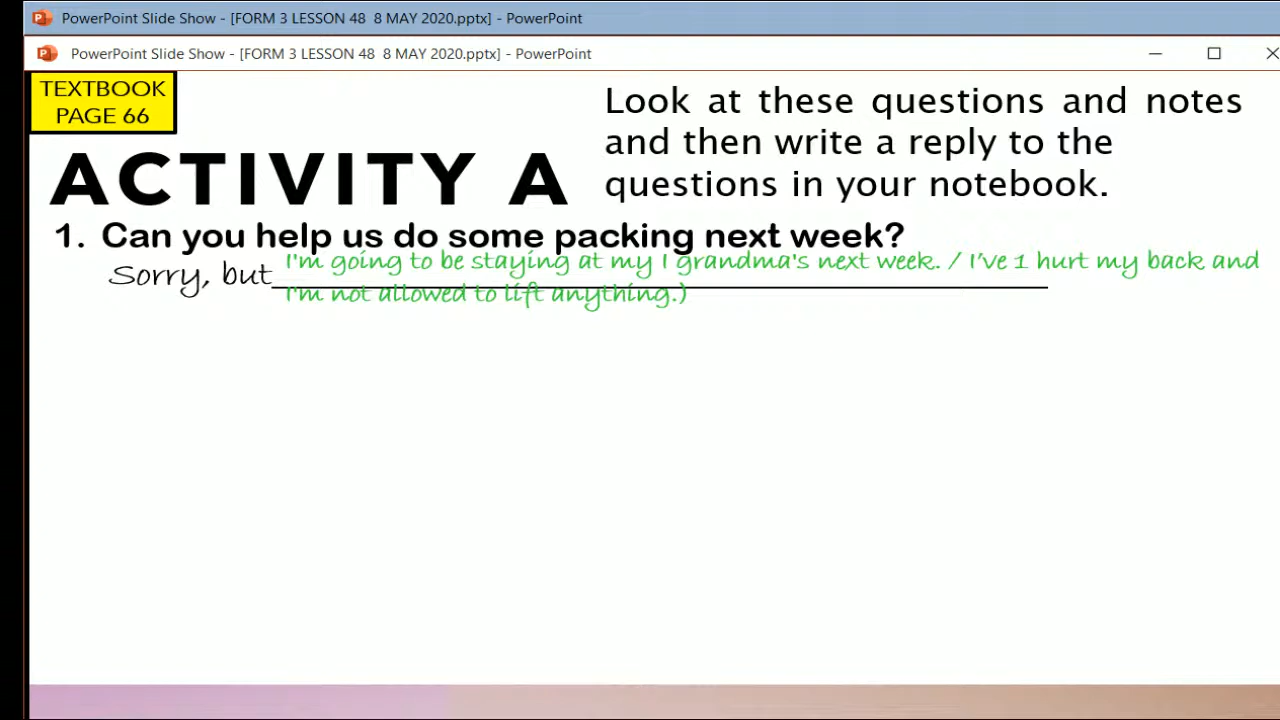 PowerPoint Slide Show - [FORM 3 LESSON 48 8 MAY 2020.pptx] - PowerPoint
PowerPoint Slide Show - [FORM 3 LESSON 48 8 MAY 2020.pptx] - PowerPoint
TEXTBOOK
PAGE 66
ACTIVITY A
Look at these questions and notes
and then write a reply to the
questions in your notebook.
1. Can you help us do some packing next week?
Sorry, but I'm going to be staying at my I grandma's next week. / I've 1 hurt my back and
I'm not allowed to lift anything.)